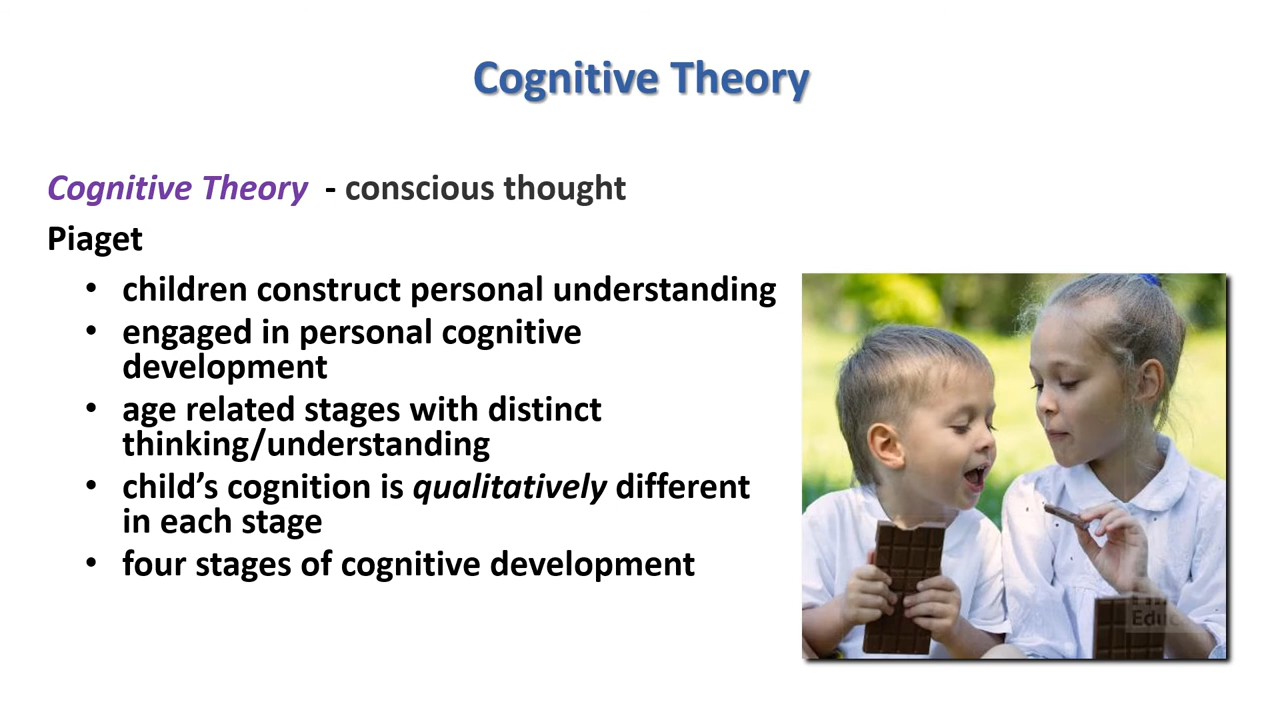 Cognitive Theory
Cognitive Theory - conscious thought
Piaget
• children construct personal understanding
• engaged in personal cognitive
development
• age related stages with distinct
thinking/understanding
• child’s cognition is qualitatively different
in each stage
• four stages of cognitive development